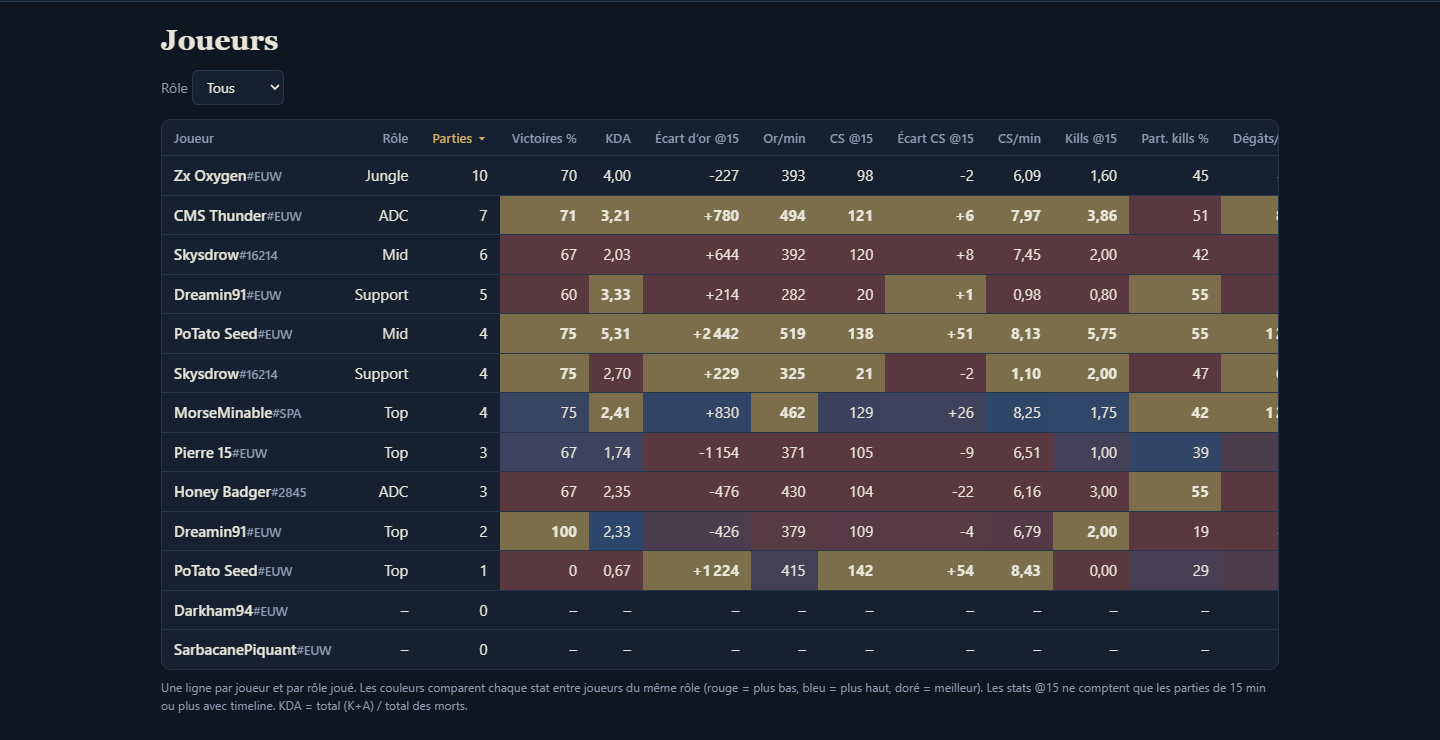 Joueurs
Rôle Tous
Joueur Rôle Parties Victoires % KDA Écart d'or @15 Or/min CS @15 Écart CS @15 CS/min Kills @15 Part. kills % Dégâts/
Zx Oxygen#EUW Jungle 10 70 4,00 -227 393 98 -2 6,09 1,60 45
CMS Thunder#EUW ADC 7 71 3,21 +780 494 121 +6 7,97 3,86 51
Skysdrow#16214 Mid 6 67 2,03 +644 392 120 +8 7,45 2,00 42
Dreamin91#EUW Support 5 60 3,33 +214 282 20 +1 0,98 0,80 55
PoTato Seed#EUW Mid 4 75 5,31 +2 442 519 138 +51 8,13 5,75 55 1
Skysdrow#16214 Support 4 75 2,70 +229 325 21 -2 1,10 2,00 47
MorseMinable#SPA Top 4 75 2,41 +830 462 129 +26 8,25 1,75 42 1
Pierre 15#EUW Top 3 67 1,74 -1 154 371 105 -9 6,51 1,00 39
Honey Badger#2845 ADC 3 67 2,35 -476 430 104 -22 6,16 3,00 55
Dreamin91#EUW Top 2 100 2,33 -426 379 109 -4 6,79 2,00 19
PoTato Seed#EUW Top 1 0 0,67 +1 224 415 142 +54 8,43 0,00 29
Darkham94#EUW – 0 – – – – – – – – –
SarbacanePiquant#EUW – 0 – – – – – – – – –
Une ligne par joueur et par rôle joué. Les couleurs comparent chaque stat entre joueurs du même rôle (rouge = plus bas, bleu = plus haut, doré = meilleur). Les stats @15 ne comptent que les parties de 15 min
ou plus avec timeline. KDA = total (K+A) / total des morts.